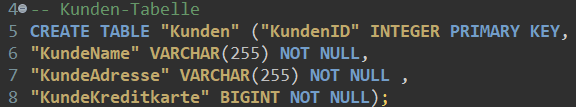 4 -- Kunden-Tabelle
5 CREATE TABLE "Kunden" ("KundenID" INTEGER PRIMARY KEY,
6 "KundeName" VARCHAR(255) NOT NULL,
7 "KundeAdresse" VARCHAR(255) NOT NULL ,
8 "KundeKreditkarte" BIGINT NOT NULL);